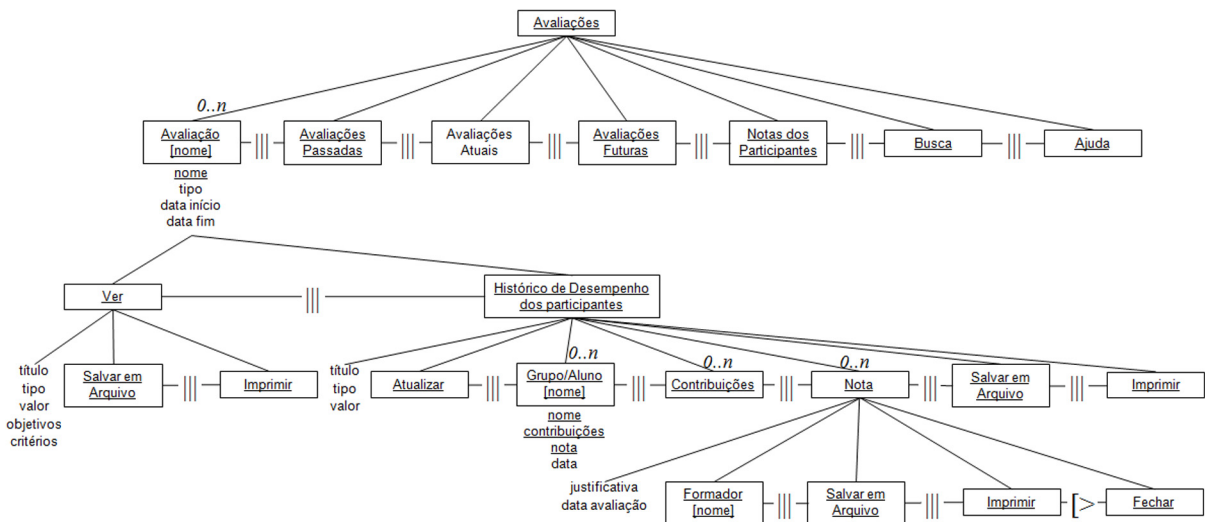 Avaliações
0..n
Avaliação
[nome]
|||
Avaliações
Passadas
|||
Avaliações
Atuais
|||
Avaliações
Futuras
|||
Notas dos
Participantes
|||
Busca
|||
Ajuda
nome
tipo
data início
data fim
Ver
|||
Histórico de Desempenho
dos participantes
título
tipo
valor
objetivos
critérios
Salvar em
Arquivo
|||
Imprimir
título
tipo
valor
Atualizar
|||
0..n
Grupo/Aluno
[nome]
nome
contribuições
nota
data
|||
0..n
Contribuições
|||
0..n
Nota
|||
Salvar em
Arquivo
|||
Imprimir
justificativa
data avaliação
Formador
[nome]
|||
Salvar em
Arquivo
|||
Imprimir
[>
Fechar